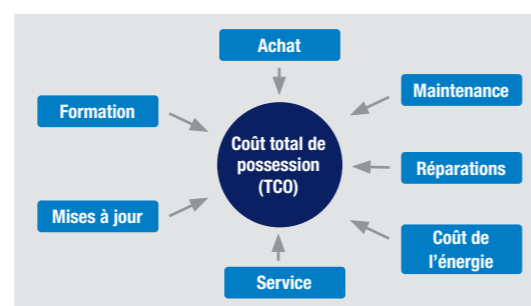 Achat
Maintenance
Formation
Coût total de
possession
(TCO)
Réparations
Mises à jour
Coût de
l'énergie
Service